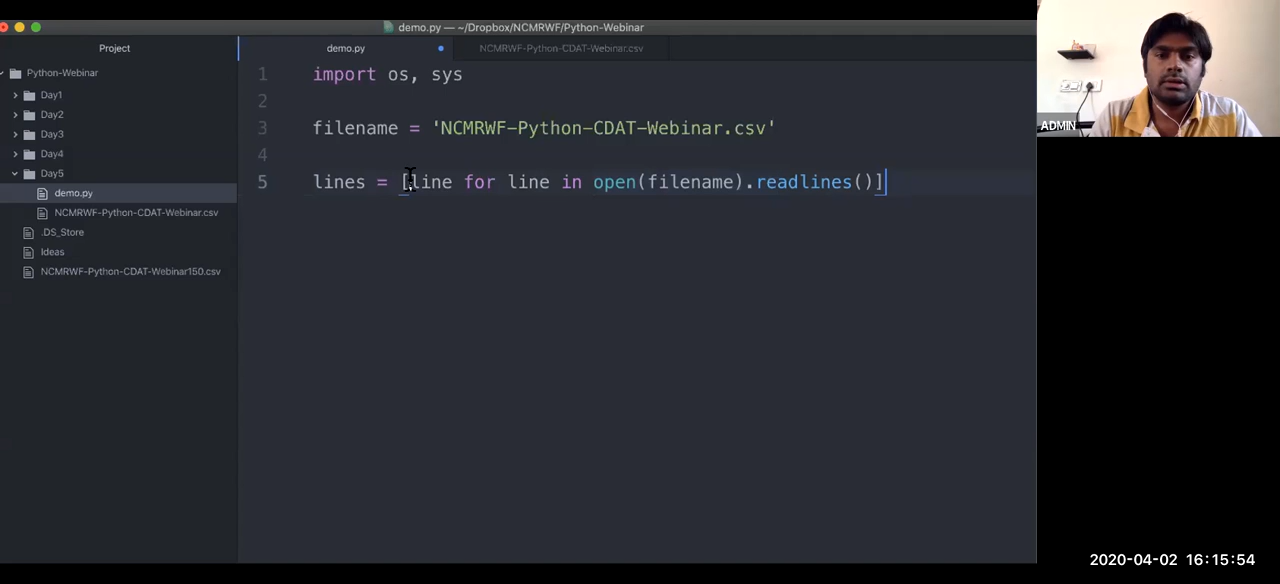 demo.py — ~/Dropbox/NCMRWF/Python-Webinar
Project
demo.py
NCMRWF-Python-CDAT-Webinar.csv
Python-Webinar
Day1
Day2
Day3
Day4
Day5
demo.py
NCMRWF-Python-CDAT-Webinar.csv
.DS_Store
Ideas
NCMRWF-Python-CDAT-Webinar150.csv
1 import os, sys
2
3 filename = 'NCMRWF-Python-CDAT-Webinar.csv'
4
5 lines = [line for line in open(filename).readlines()]
ADMIN
2020-04-02 16:15:54